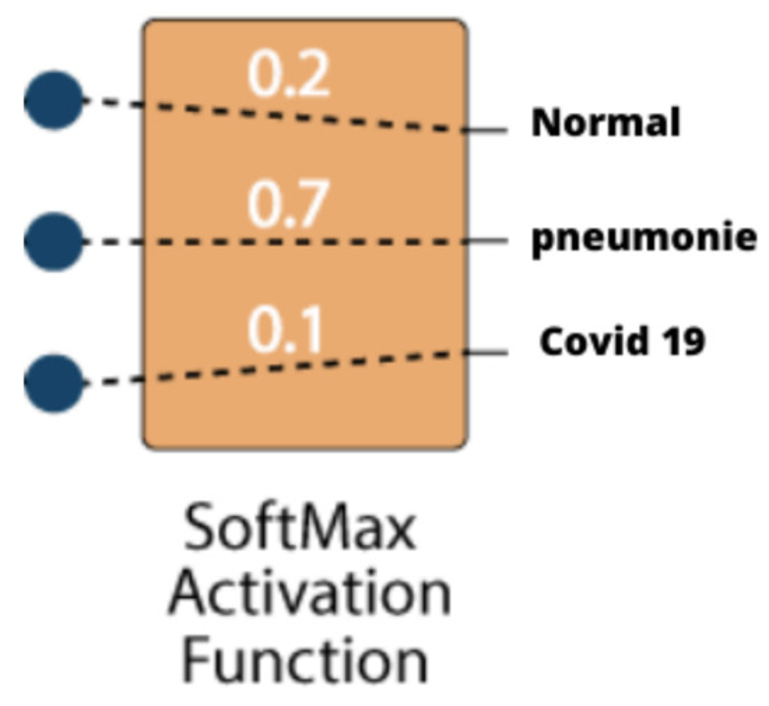 0.2
Normal
0.7
pneumonie
0.1
Covid 19
SoftMax
Activation
Function